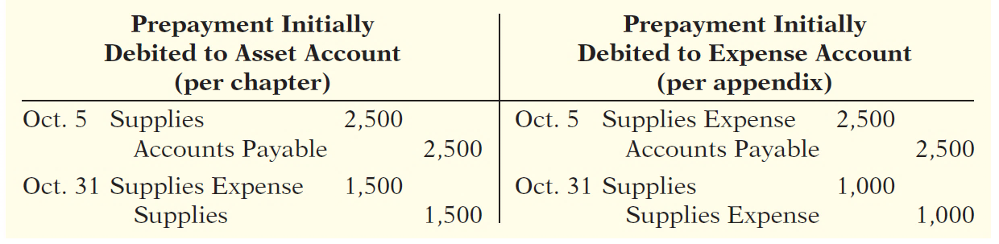 Prepayment Initially
Debited to Asset Account
(per chapter)
Oct. 5 Supplies 2,500
Accounts Payable 2,500
Oct. 31 Supplies Expense 1,500
Supplies 1,500
Prepayment Initially
Debited to Expense Account
(per appendix)
Oct. 5 Supplies Expense 2,500
Accounts Payable 2,500
Oct. 31 Supplies 1,000
Supplies Expense 1,000